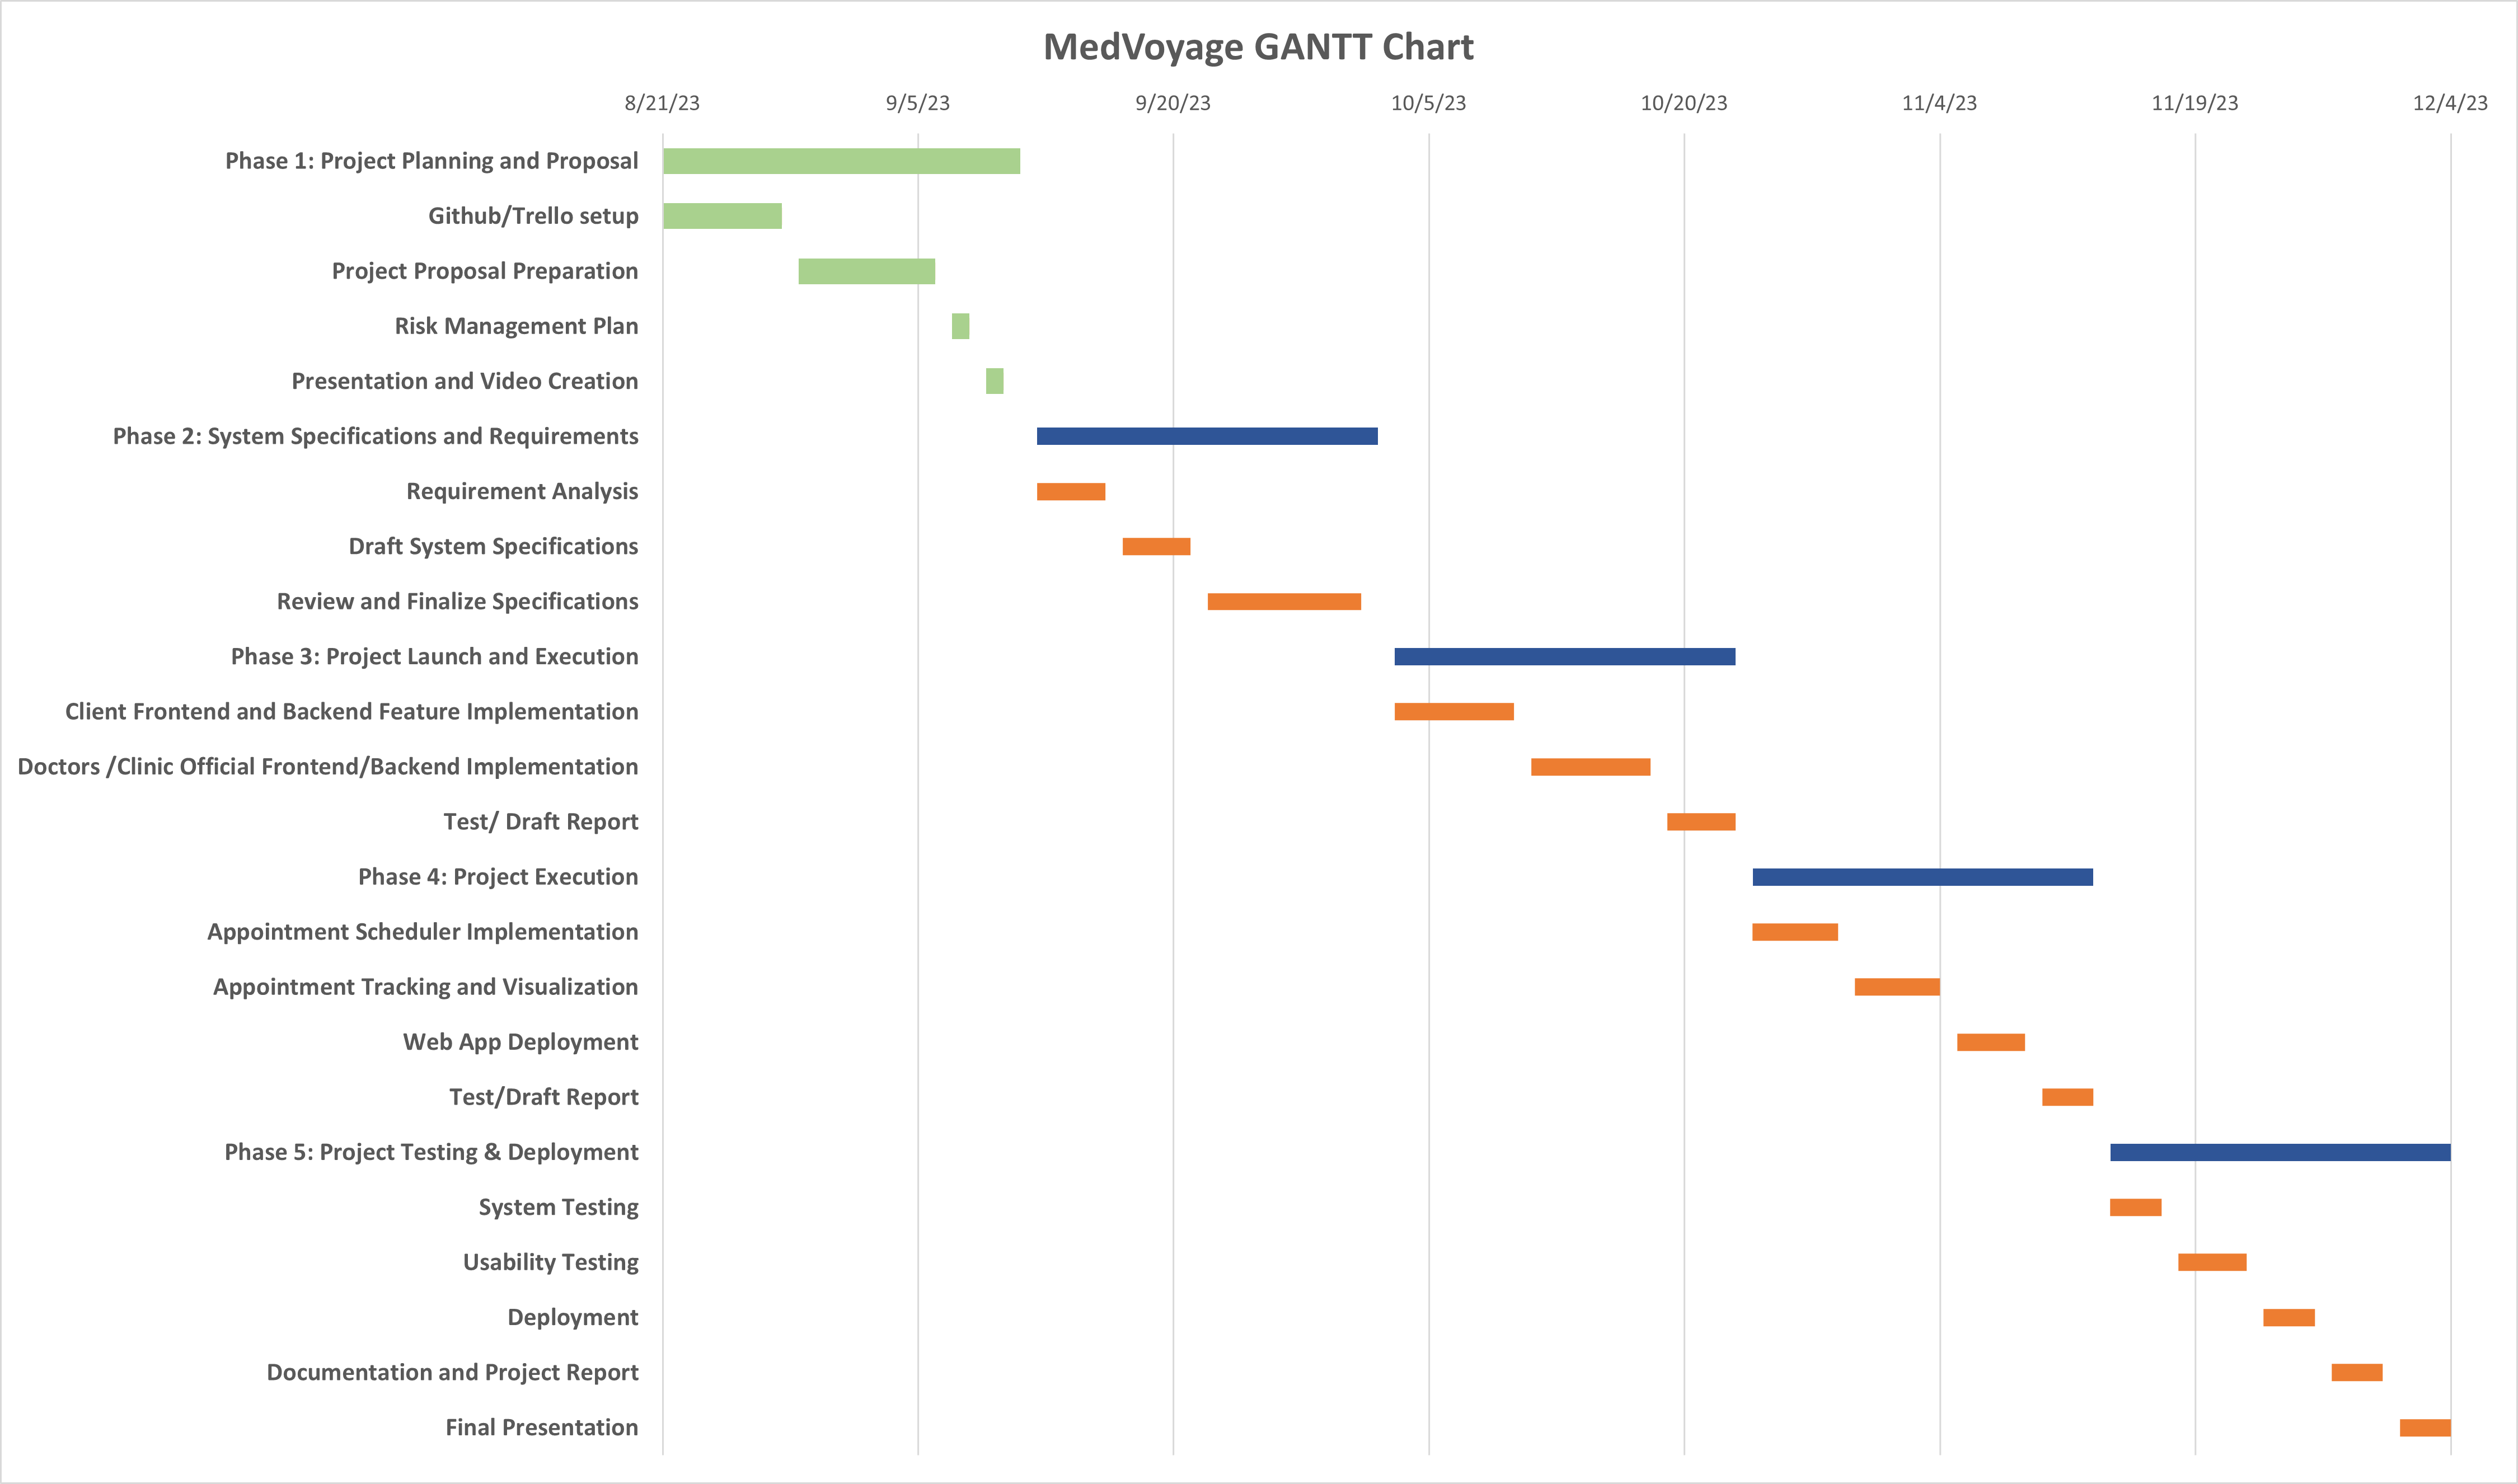 MedVoyage GANTT Chart
8/21/23 9/5/23 9/20/23 10/5/23 10/20/23 11/4/23 11/19/23 12/4/23
Phase 1: Project Planning and Proposal
Github/Trello setup
Project Proposal Preparation
Risk Management Plan
Presentation and Video Creation
Phase 2: System Specifications and Requirements
Requirement Analysis
Draft System Specifications
Review and Finalize Specifications
Phase 3: Project Launch and Execution
Client Frontend and Backend Feature Implementation
Doctors /Clinic Official Frontend/Backend Implementation
Test/ Draft Report
Phase 4: Project Execution
Appointment Scheduler Implementation
Appointment Tracking and Visualization
Web App Deployment
Test/Draft Report
Phase 5: Project Testing & Deployment
System Testing
Usability Testing
Deployment
Documentation and Project Report
Final Presentation